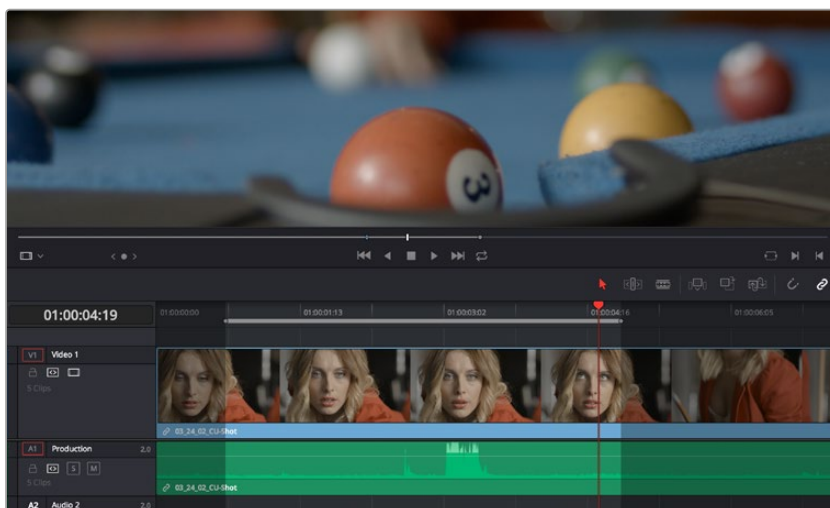 3
01:00:04:19
01:00:00:00
01:00:01:13
01:00:03:02
01:00:04:16
01:00:06:05
V1 Video 1
5 Clips
03_24_02_CU-Shot
A1 Production 2.0
S M
5 Clips
03_24_02_CU-Shot
A2 Audio 2 2.0